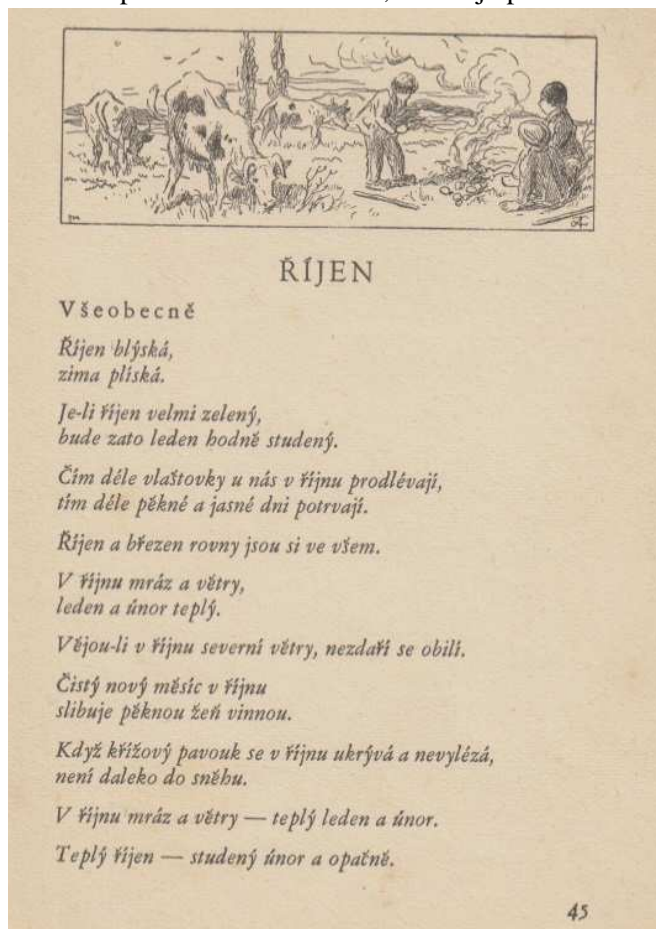 ŘÍJEN
Všeobecně
Říjen blýská,
zima plíská.
Je-li říjen velmi zelený,
bude zato leden hodně studený.
Čím déle vlaštovky u nás v říjnu prodlévají,
tím déle pěkné a jasné dni potrvají.
Říjen a březen rovny jsou si ve všem.
V říjnu mráz a větry,
leden a únor teplý.
Vějou-li v říjnu severní větry, nezdaří se obilí.
Čistý nový měsíc v říjnu
slibuje pěknou žeň vinnou.
Když křížový pavouk se v říjnu ukrývá a nevylézá,
není daleko do sněhu.
V říjnu mráz a větry — teplý leden a únor.
Teplý říjen — studený únor a opačně.
45